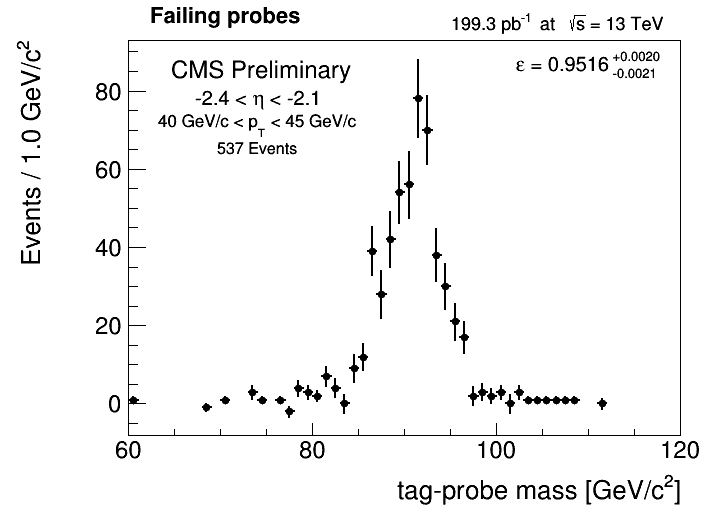 Failing probes
199.3 pb⁻¹ at √s = 13 TeV
CMS Preliminary
-2.4 < η < -2.1
40 GeV/c < p_T < 45 GeV/c
537 Events
ε = 0.9516 +0.0020 -0.0021
Events / 1.0 GeV/c²
80
60
40
20
0
60 80 100 120
tag-probe mass [GeV/c²]